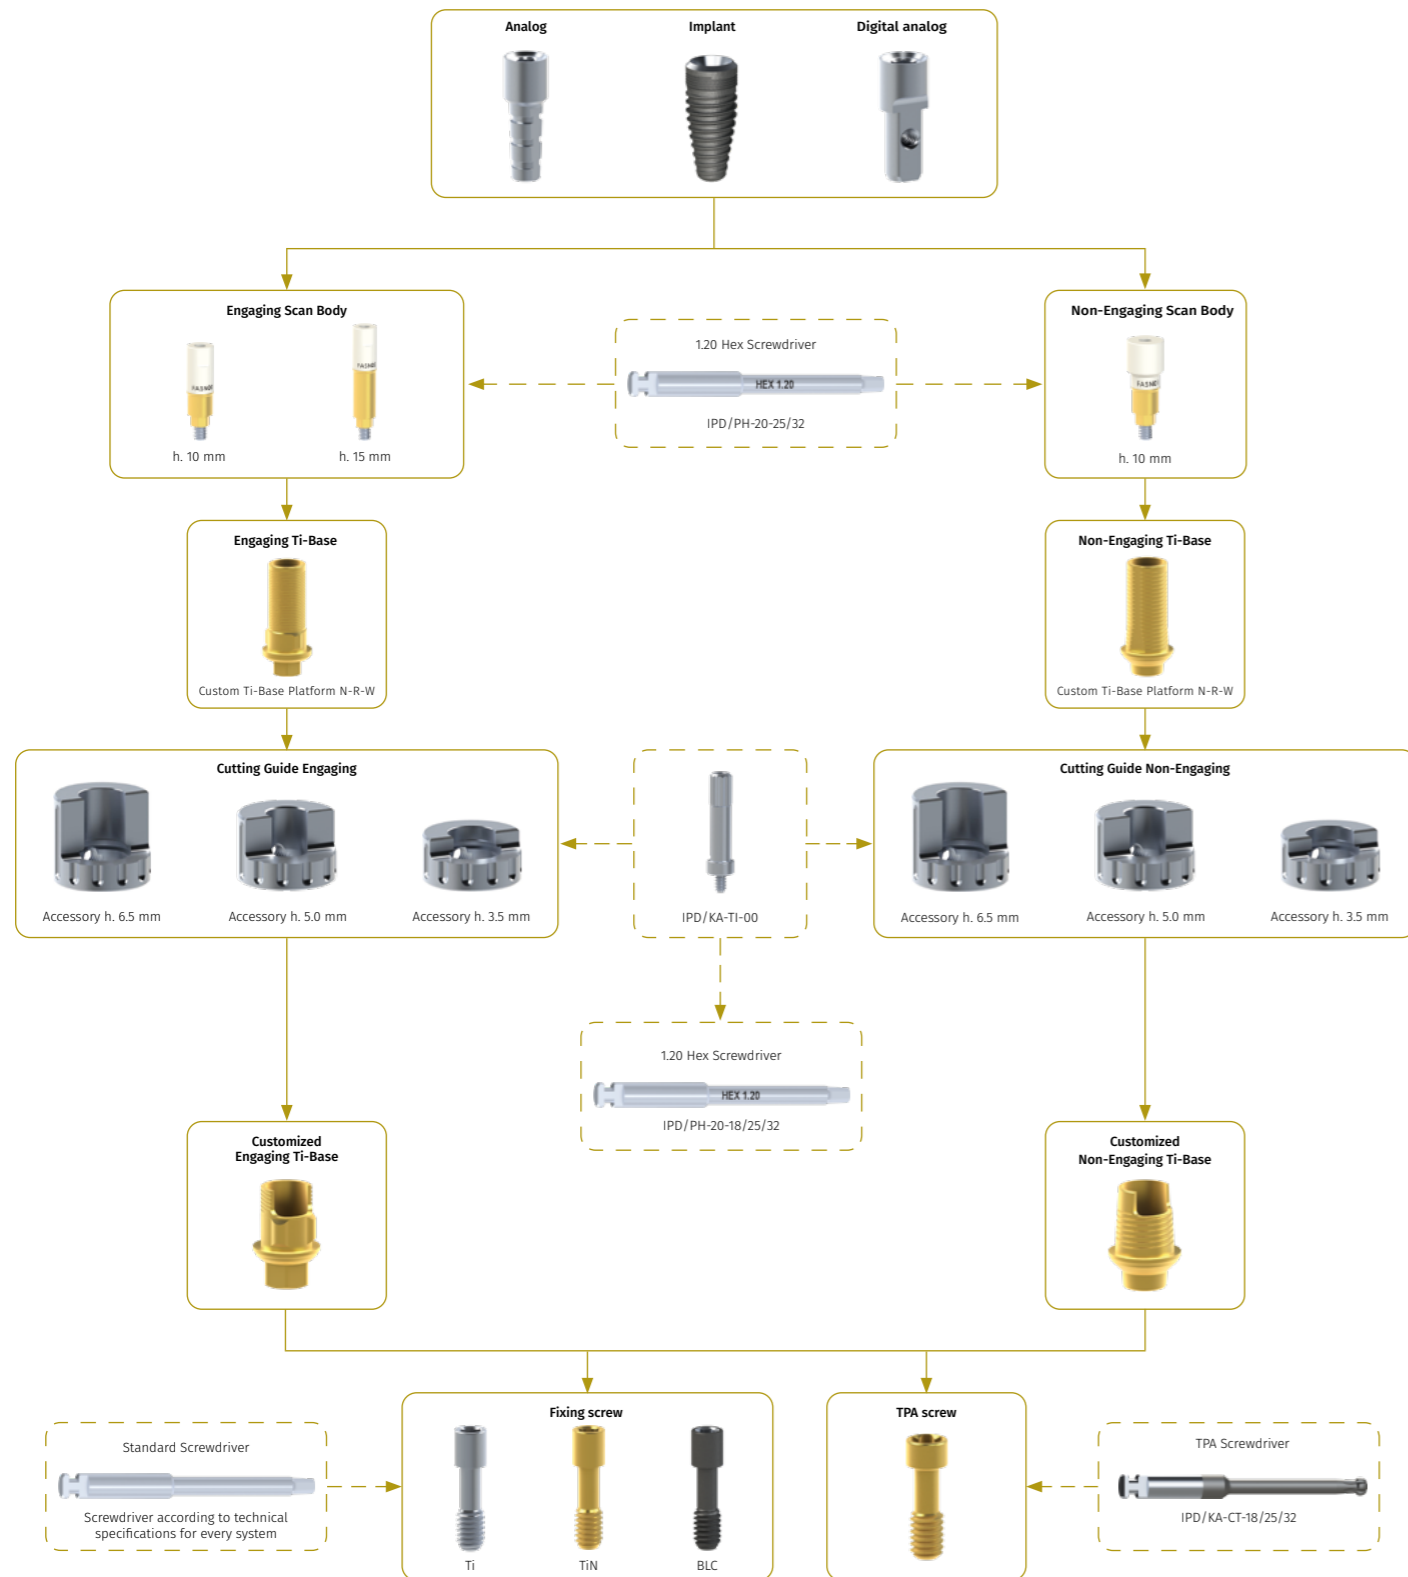 Analog
Implant
Digital analog
Engaging Scan Body
h. 10 mm
h. 15 mm
1.20 Hex Screwdriver
HEX 1.20
IPD/PH-20-25/32
Non-Engaging Scan Body
h. 10 mm
Engaging Ti-Base
Custom Ti-Base Platform N-R-W
Non-Engaging Ti-Base
Custom Ti-Base Platform N-R-W
Cutting Guide Engaging
Accessory h. 6.5 mm
Accessory h. 5.0 mm
Accessory h. 3.5 mm
IPD/KA-TI-00
Cutting Guide Non-Engaging
Accessory h. 6.5 mm
Accessory h. 5.0 mm
Accessory h. 3.5 mm
1.20 Hex Screwdriver
HEX 1.20
IPD/PH-20-18/25/32
Customized
Engaging Ti-Base
Customized
Non-Engaging Ti-Base
Standard Screwdriver
Screwdriver according to technical
specifications for every system
Fixing screw
Ti
TiN
BLC
TPA screw
TPA Screwdriver
IPD/KA-CT-18/25/32